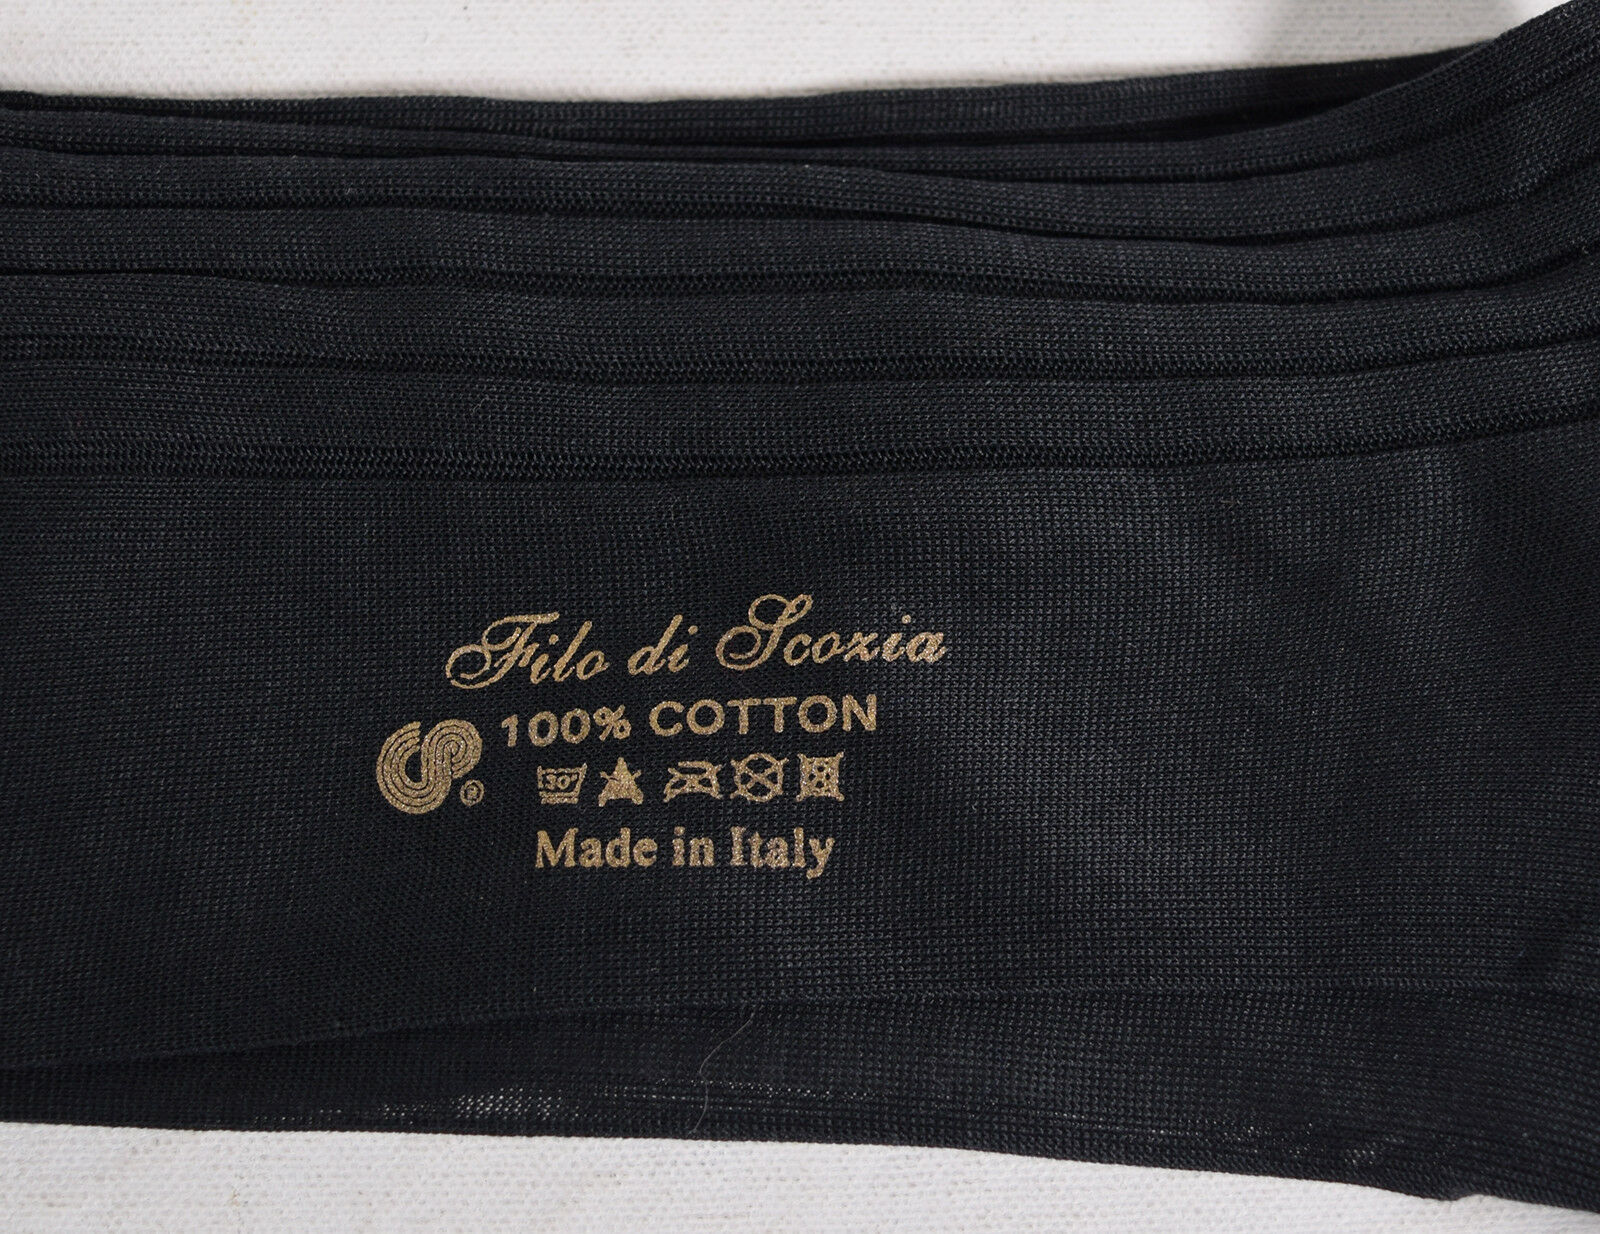 Filo di Scozia
100% COTTON
®
30°
Made in Italy